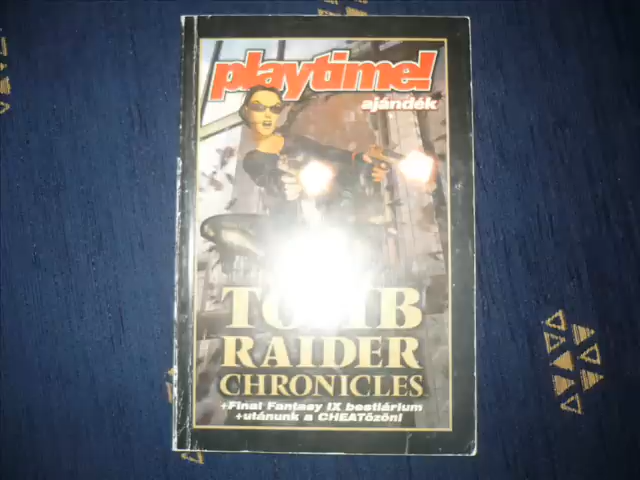 playtime!
ajándék
TOMB
RAIDER
CHRONICLES
+Final Fantasy IX bestiárium
+utánunk a CHEATözön!